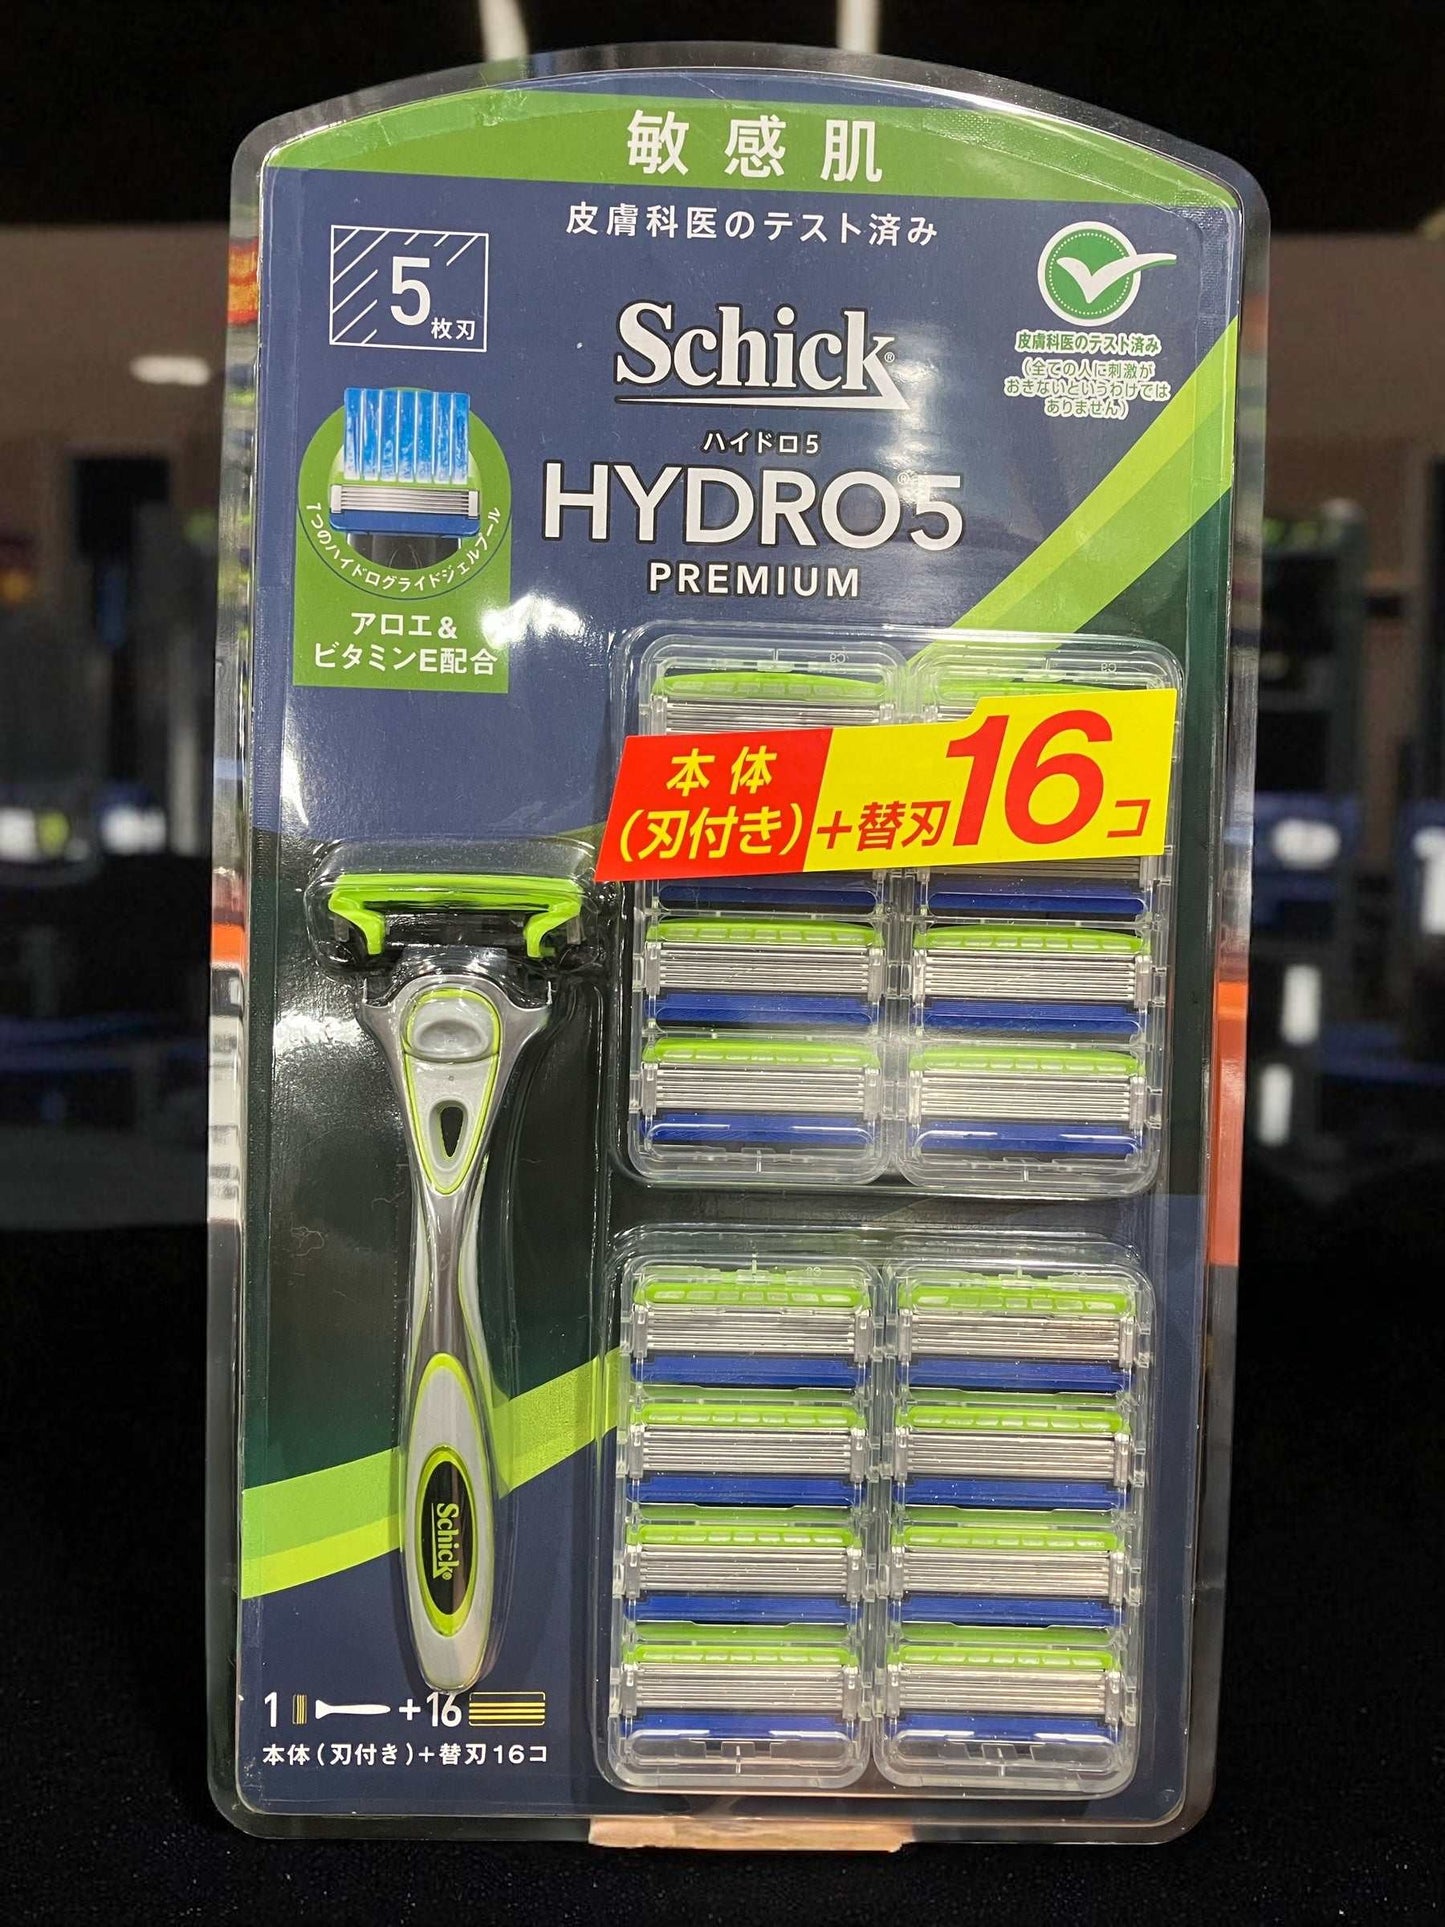 敏感肌
皮膚科医のテスト済み
5枚刃
皮膚科医のテスト済み
(全ての人に刺激が
おきないというわけでは
ありません)
Schick®
ハイドロ5
HYDRO®5
PREMIUM
7つのハイドログライドジェルプール
アロエ&
ビタミンE配合
本体
(刃付き)
+替刃16コ
Schick®
1 +16
本体(刃付き)+替刃16コ